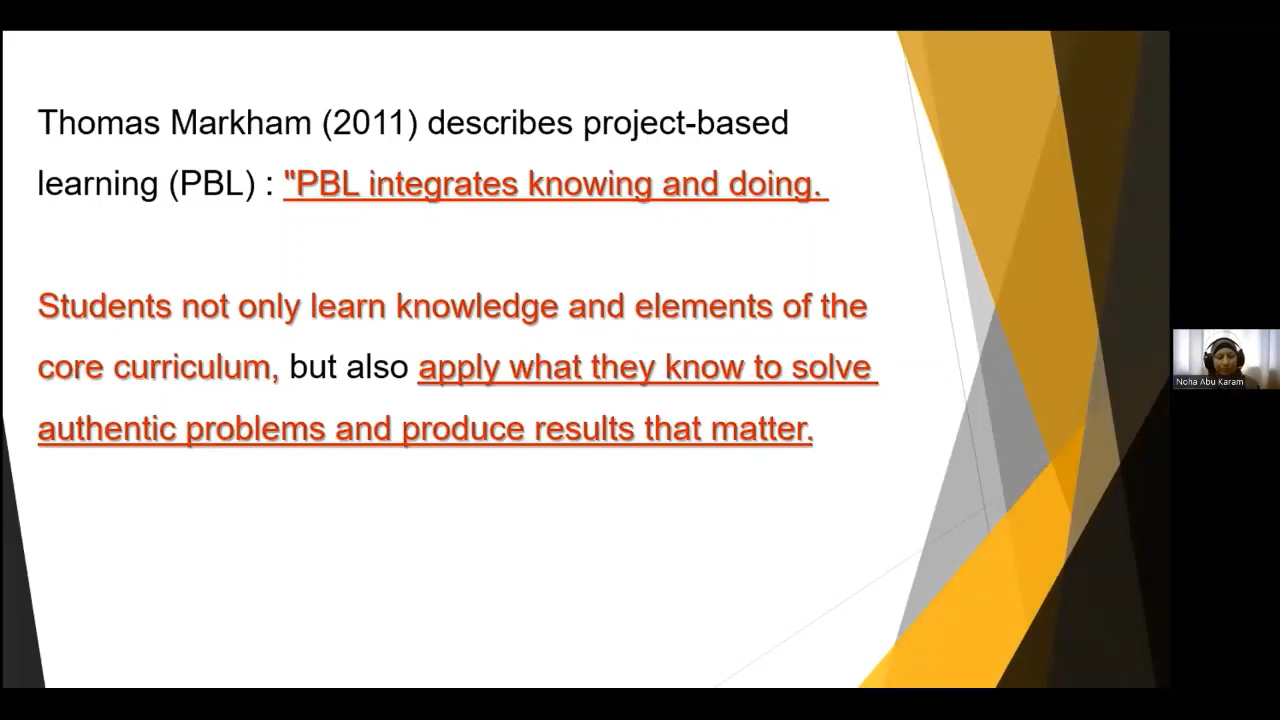 Thomas Markham (2011) describes project-based
learning (PBL) : "PBL integrates knowing and doing.
Students not only learn knowledge and elements of the
core curriculum, but also apply what they know to solve
authentic problems and produce results that matter.
Noha Abu Karam